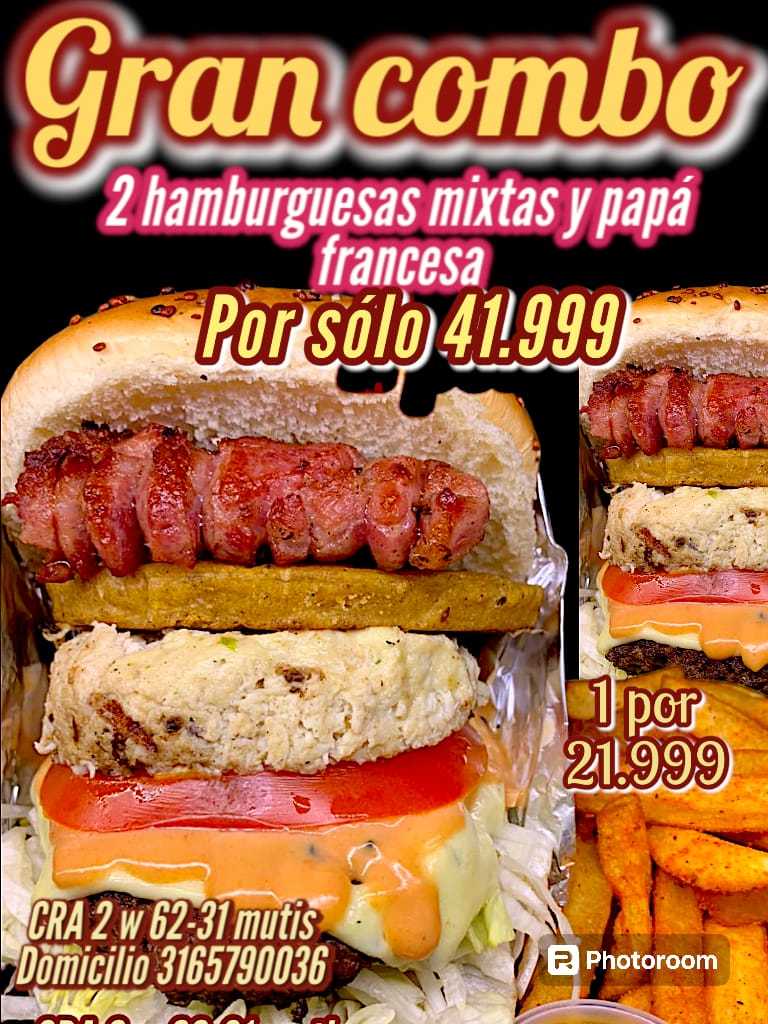 Gran combo
2 hamburguesas mixtas y papá
francesa
Por sólo 41.999
1 por
21.999
CRA 2 w 62-31 mutis
Domicilio 3165790036
Photoroom